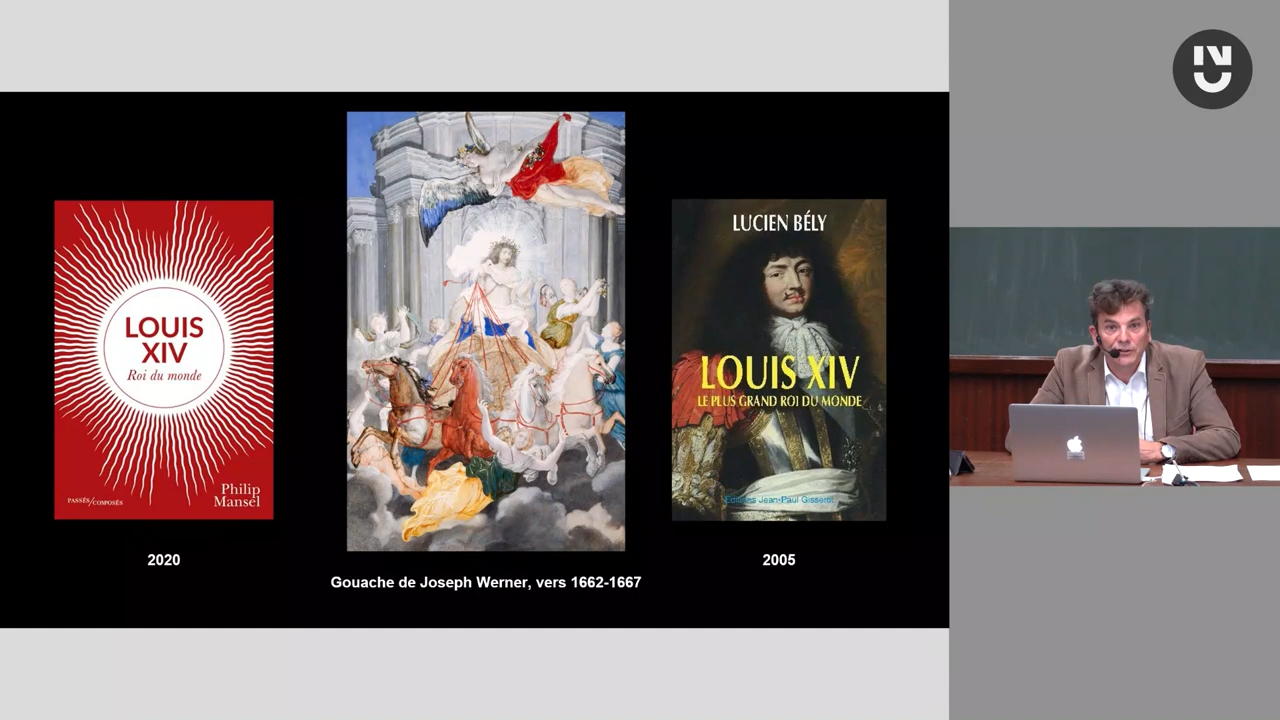 LOUIS
XIV
Roi du monde
Philip
Mansel
PASSÉS/COMPOSÉS
2020
Gouache de Joseph Werner, vers 1662-1667
LUCIEN BÉLY
LOUIS XIV
LE PLUS GRAND ROI DU MONDE
Editions Jean-Paul Gisserot
2005